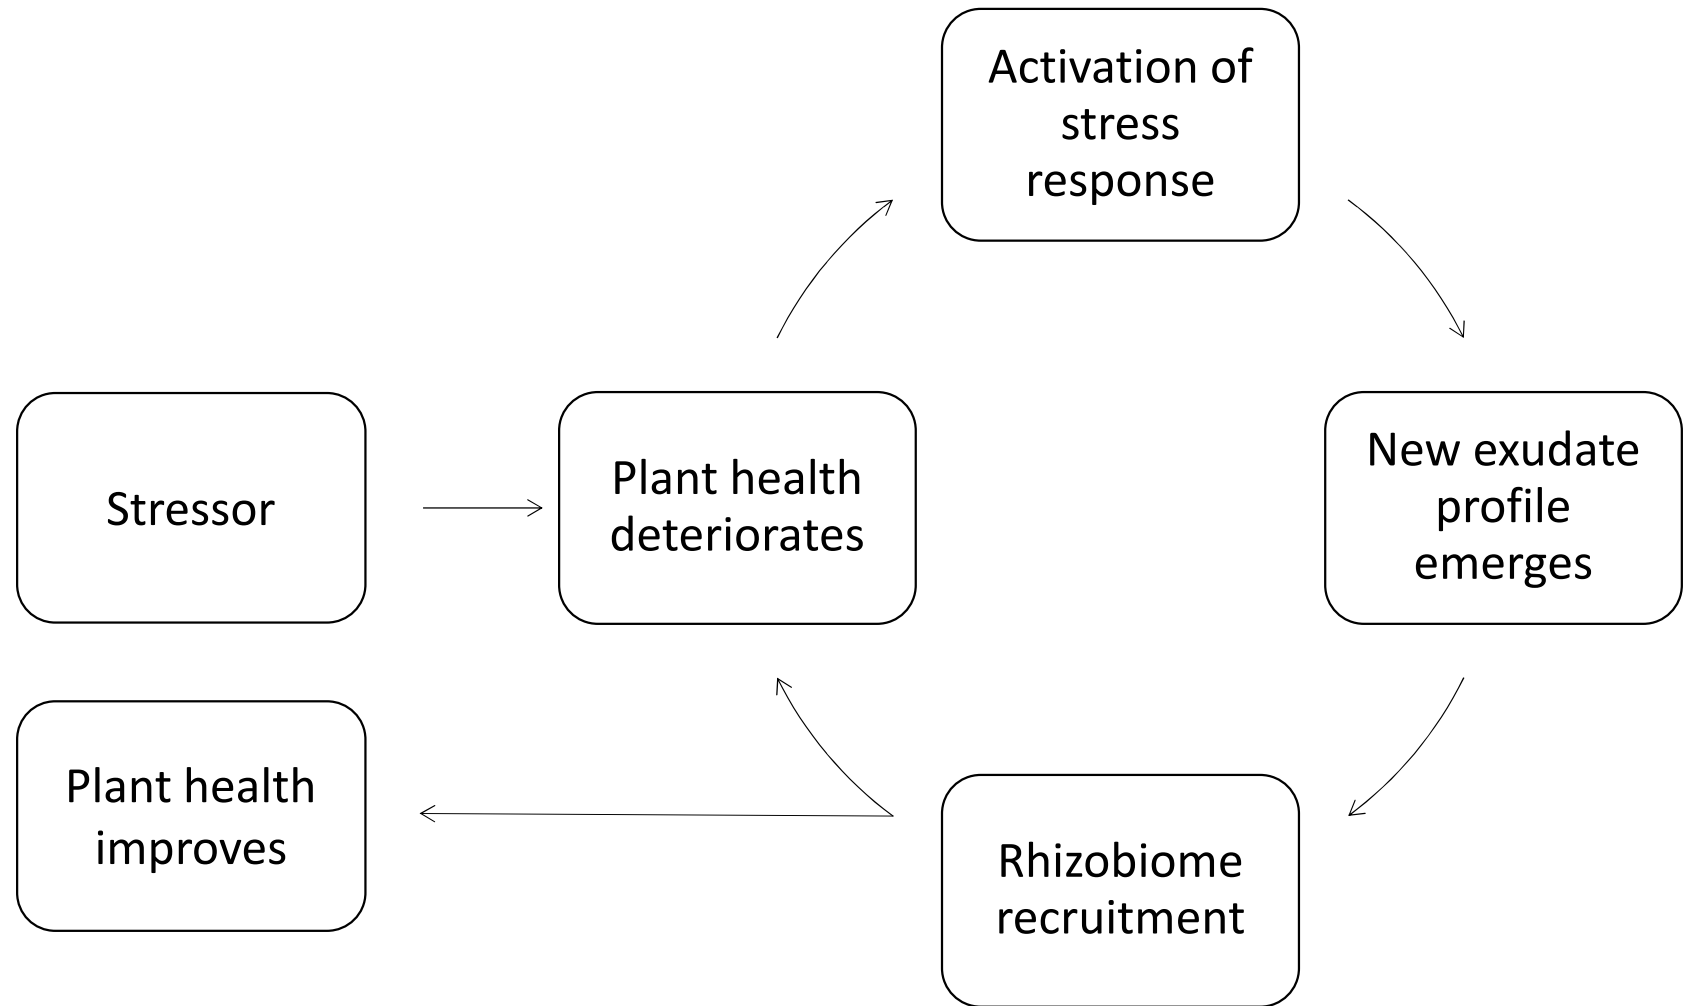 Activation of
stress
response
Stressor
Plant health
deteriorates
New exudate
profile
emerges
Plant health
improves
Rhizobiome
recruitment